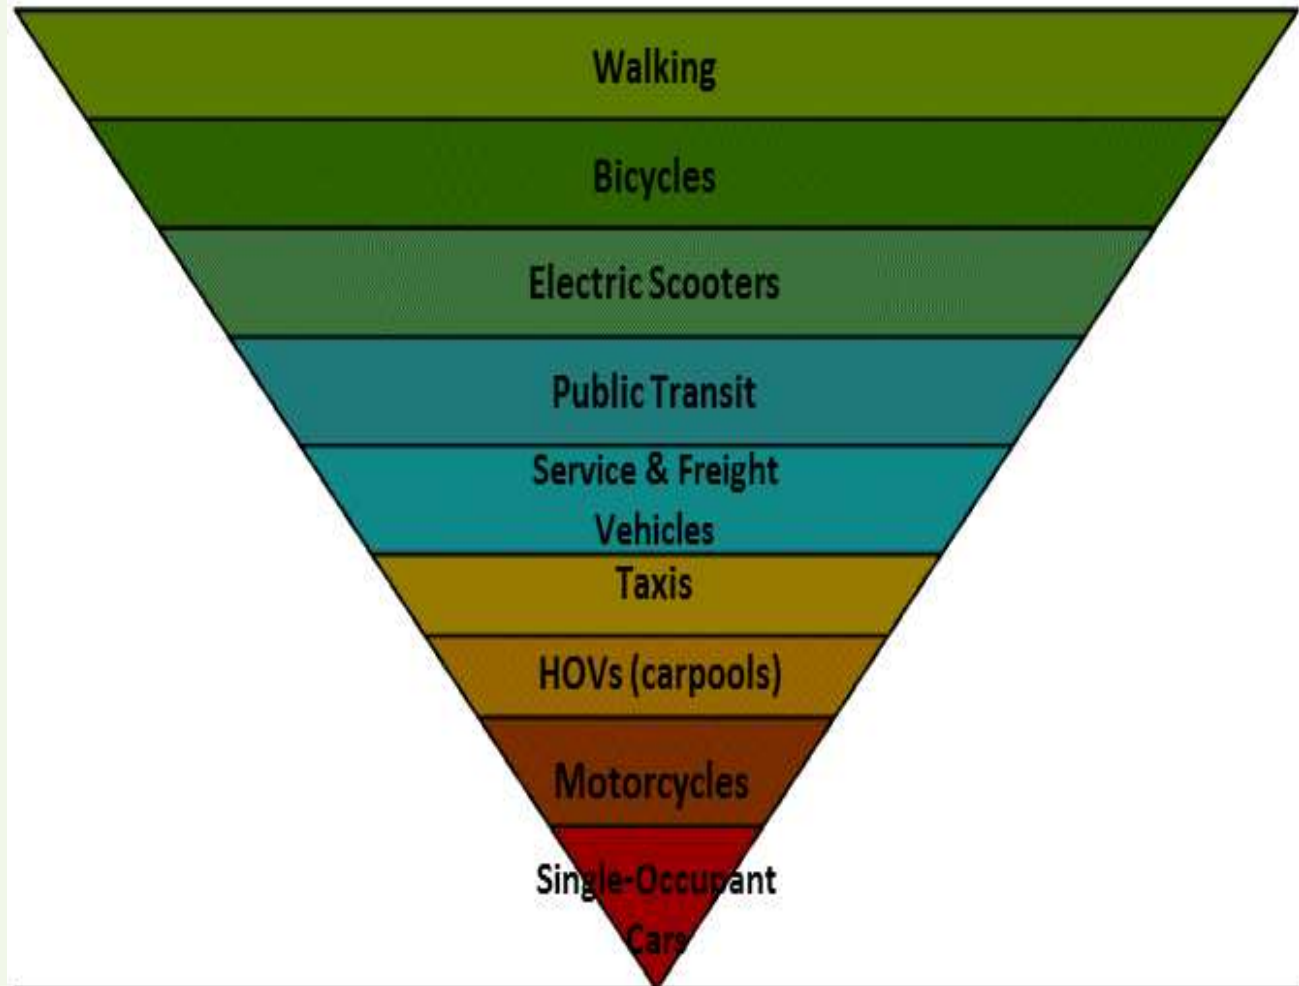 Walking
Bicycles
Electric Scooters
Public Transit
Service & Freight
Vehicles
Taxis
HOVs (carpools)
Motorcycles
Single-Occupant
Cars